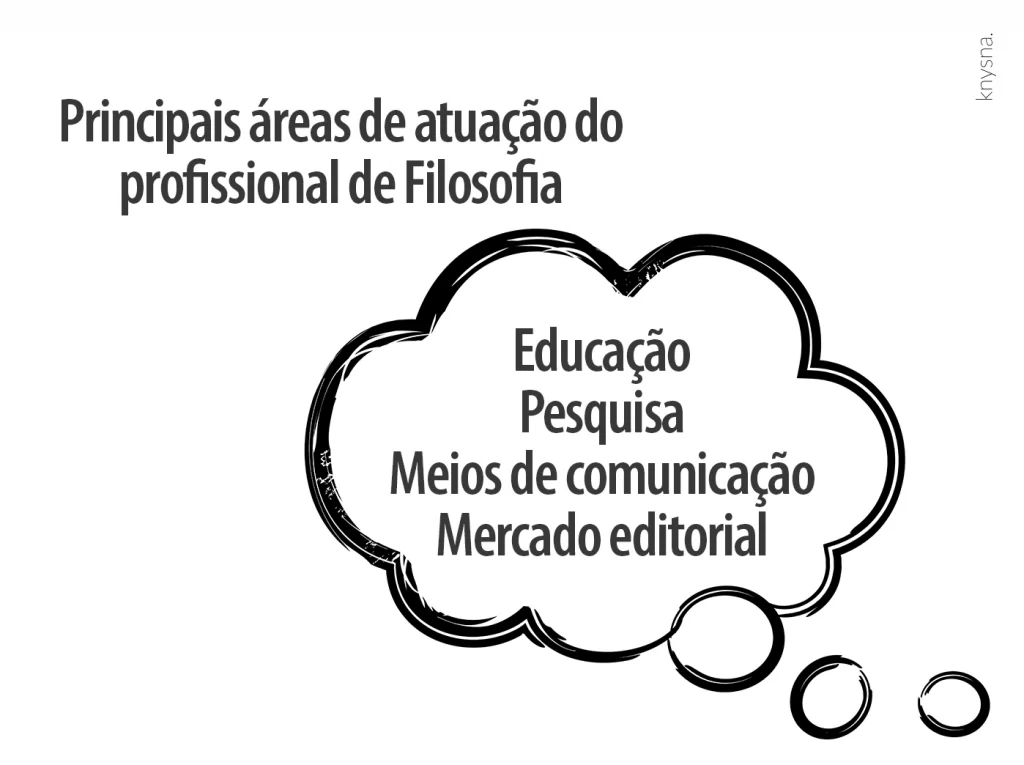 knysna.
Principais áreas de atuação do
profissional de Filosofia
Educação
Pesquisa
Meios de comunicação
Mercado editorial